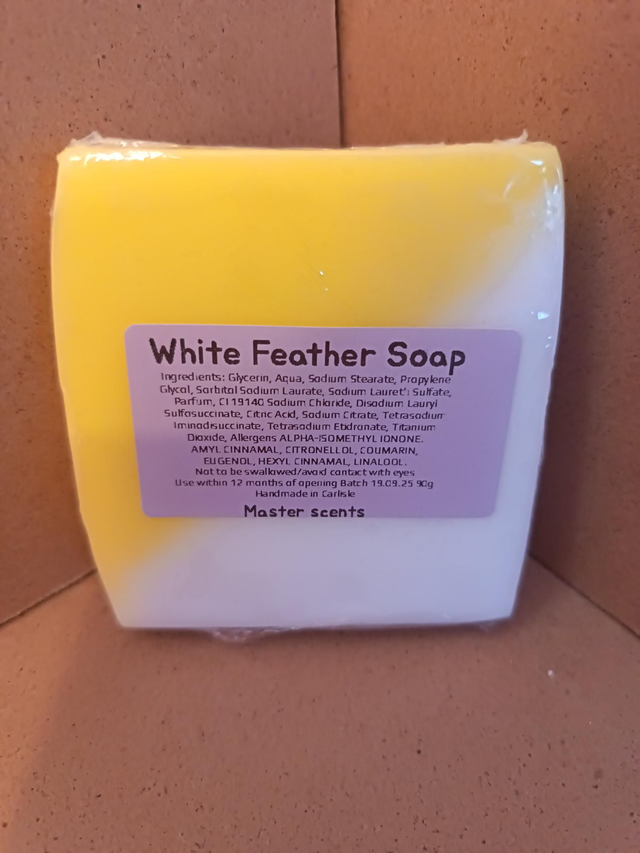 White Feather Soap
Ingredients: Glycerin, Aqua, Sodium Stearate, Propylene
Glycol, Sorbitol Sodium Laurate, Sodium Laureth Sulfate,
Parfum, CI 19140 Sodium Chloride, Disodium Lauryl
Sulfosuccinate, Citric Acid, Sodium Citrate, Tetrasodium
Iminodisuccinate, Tetrasodium Etidronate, Titanium
Dioxide, Allergens ALPHA-ISOMETHYL IONONE.
AMYL CINNAMAL, CITRONELLOL, COUMARIN,
EUGENOL, HEXYL CINNAMAL, LINALOOL.
Not to be swallowed/avoid contact with eyes
Use within 12 months of opening Batch 19.09.25 90g
Handmade in Carlisle
Master scents